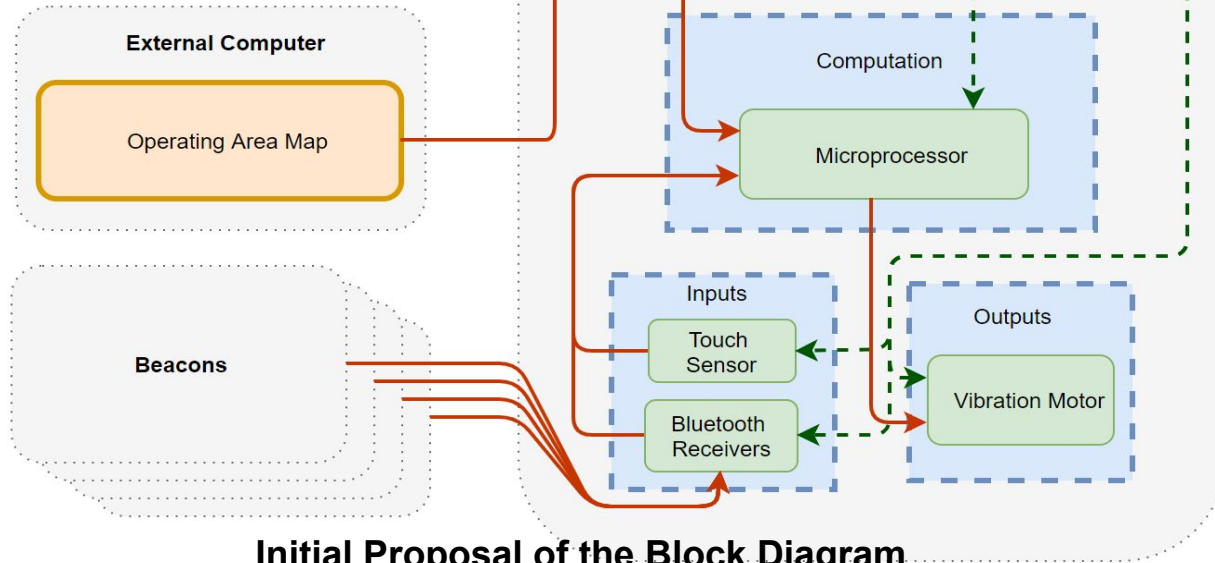 External Computer
Operating Area Map
Computation
Microprocessor
Beacons
Inputs
Touch
Sensor
Bluetooth
Receivers
Outputs
Vibration Motor
Initial Proposal of the Block Diagram